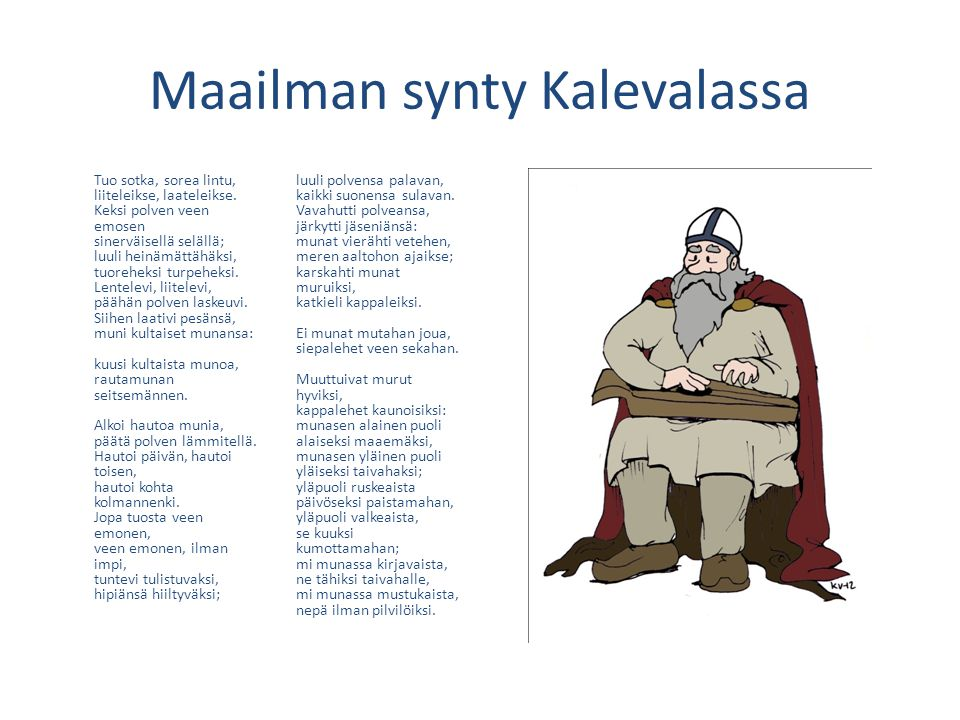 Maailman synty Kalevalassa
Tuo sotka, sorea lintu,
liiteleikse, laateleikse.
Keksi polven veen
emosen
sinerväisellä selällä;
luuli heinämättähäksi,
tuoreheksi turpeheksi.
Lentelevi, liitelevi,
päähän polven laskeuvi.
Siihen laativi pesänsä,
muni kultaiset munansa:
kuusi kultaista munoa,
rautamunan
seitsemännen.
Alkoi hautoa munia,
päätä polven lämmitellä.
Hautoi päivän, hautoi
toisen,
hautoi kohta
kolmannenki.
Jopa tuosta veen
emonen,
veen emonen, ilman
impi,
tuntevi tulistuvaksi,
hipiänsä hiiltyväksi;
luuli polvensa palavan,
kaikki suonensa sulavan.
Vavahutti polveansa,
järkytti jäseniänsä:
munat vierähti vetehen,
meren aaltohon ajaikse;
karskahti munat
muruiksi,
katkieli kappaleiksi.
Ei munat mutahan joua,
siepalehet veen sekahan.
Muuttuivat murut
hyviksi,
kappalehet kaunoisiksi:
munasen alainen puoli
alaiseksi maaemäksi,
munasen yläinen puoli
yläiseksi taivahaksi;
yläpuoli ruskeaista
päivöseksi paistamahan,
yläpuoli valkeaista,
se kuuksi
kumottamahan;
mi munassa kirjavaista,
ne tähiksi taivahalle,
mi munassa mustukaista,
nepä ilman pilvilöiksi.
KV-12